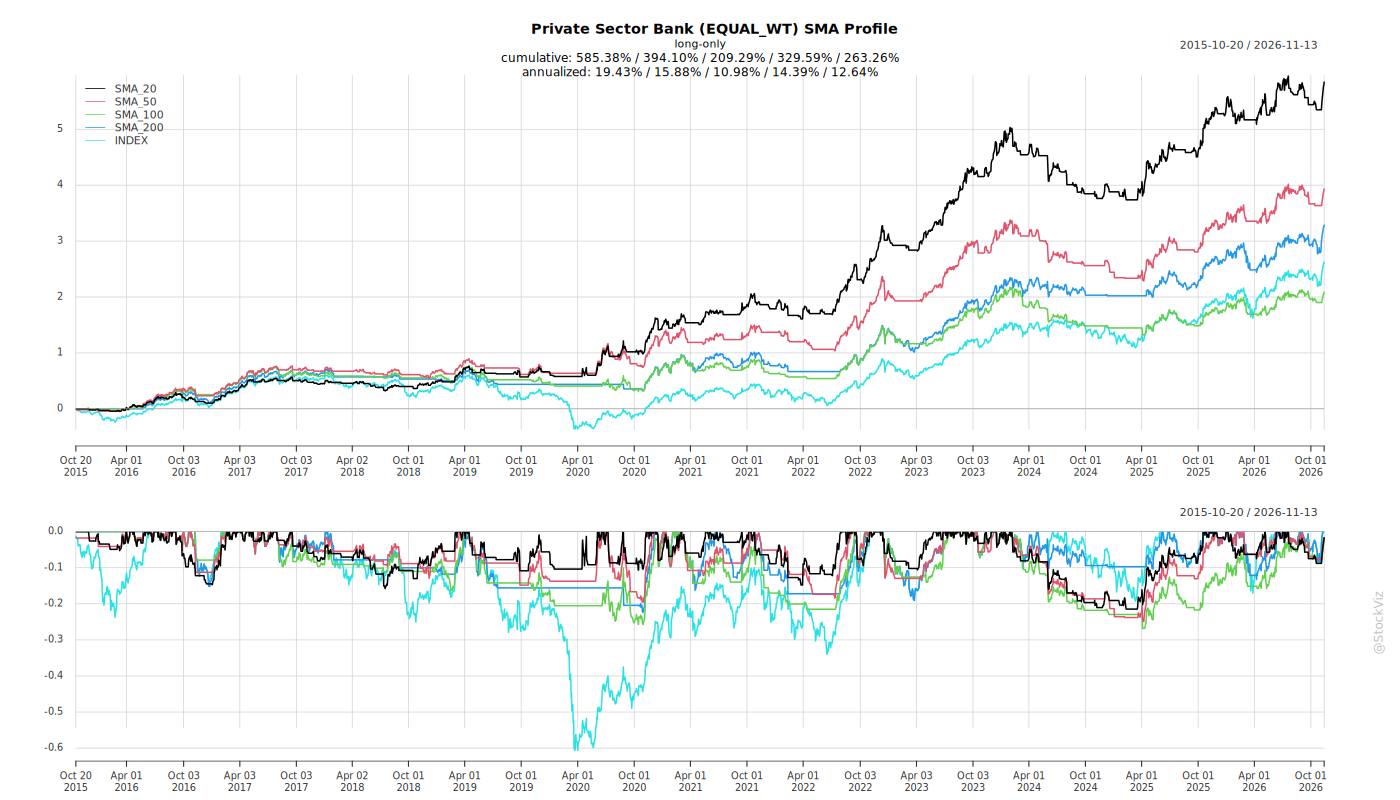 Private Sector Bank (EQUAL_WT) SMA Profile
long-only
2015-10-20 / 2026-11-13
cumulative: 585.38% / 394.10% / 209.29% / 329.59% / 263.26%
annualized: 19.43% / 15.88% / 10.98% / 14.39% / 12.64%
SMA_20
SMA_50
SMA_100
SMA_200
INDEX
5
4
3
2
1
0
Oct 20 Apr 01 Oct 03 Apr 03 Oct 03 Apr 02 Oct 01 Apr 01 Oct 01 Apr 01 Oct 01 Apr 01 Oct 01 Apr 01 Oct 03 Apr 03 Oct 03 Apr 01 Oct 01 Apr 01 Oct 01 Apr 01 Oct 01
2015 2016 2016 2017 2017 2018 2018 2019 2019 2020 2020 2021 2021 2022 2022 2023 2023 2024 2024 2025 2025 2026 2026
2015-10-20 / 2026-11-13
0.0
-0.1
-0.2
-0.3
-0.4
-0.5
-0.6
Oct 20 Apr 01 Oct 03 Apr 03 Oct 03 Apr 02 Oct 01 Apr 01 Oct 01 Apr 01 Oct 01 Apr 01 Oct 01 Apr 01 Oct 03 Apr 03 Oct 03 Apr 01 Oct 01 Apr 01 Oct 01 Apr 01 Oct 01
2015 2016 2016 2017 2017 2018 2018 2019 2019 2020 2020 2021 2021 2022 2022 2023 2023 2024 2024 2025 2025 2026 2026
@StockViz